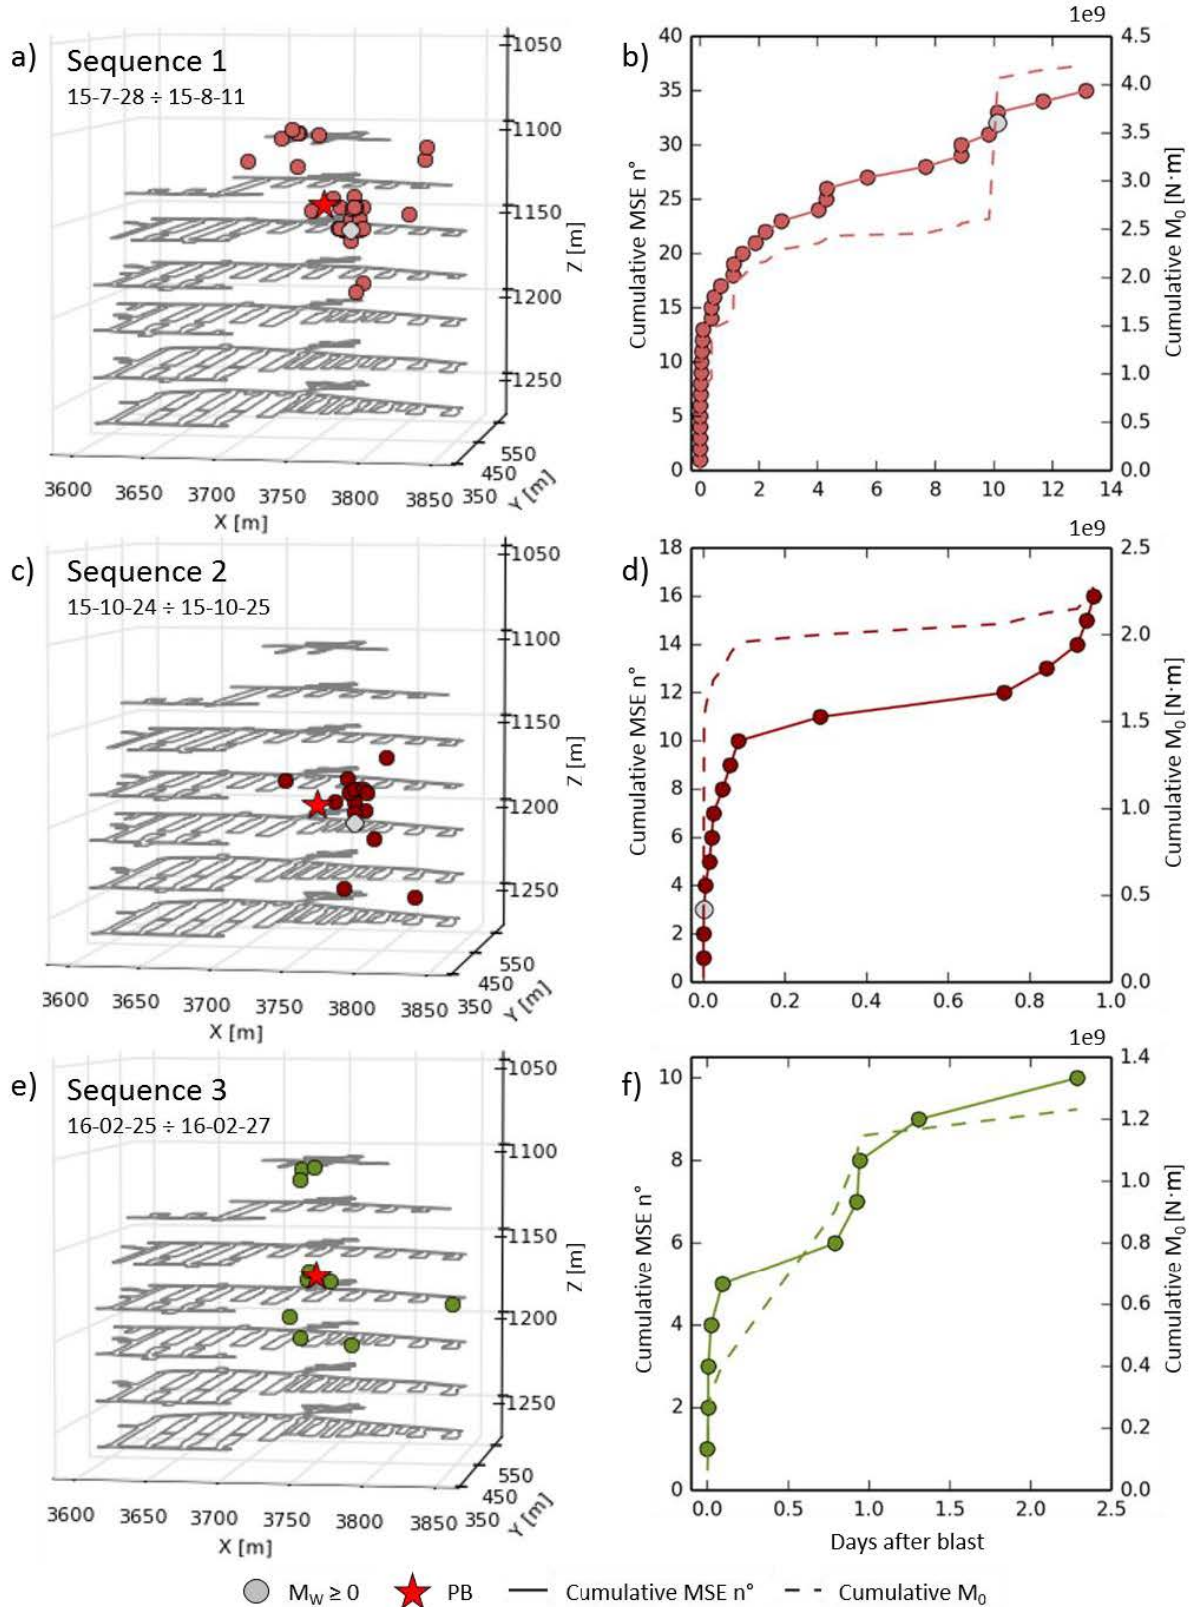 a)
Sequence 1
15-7-28 ÷ 15-8-11
1050
1100
1150
1200
1250
Z [m]
3600 3650 3700 3750 3800 3850
X [m]
350 450 550
Y [m]
b)
1e9
40
35
30
25
20
15
10
5
0
Cumulative MSE n°
4.5
4.0
3.5
3.0
2.5
2.0
1.5
1.0
0.5
0.0
Cumulative M0 [N·m]
0 2 4 6 8 10 12 14
c)
Sequence 2
15-10-24 ÷ 15-10-25
1050
1100
1150
1200
1250
Z [m]
3600 3650 3700 3750 3800 3850
X [m]
350 450 550
Y [m]
d)
1e9
18
16
14
12
10
8
6
4
2
0
Cumulative MSE n°
2.5
2.0
1.5
1.0
0.5
0.0
Cumulative M0 [N·m]
0.0 0.2 0.4 0.6 0.8 1.0
e)
Sequence 3
16-02-25 ÷ 16-02-27
1050
1100
1150
1200
1250
Z [m]
3600 3650 3700 3750 3800 3850
X [m]
350 450 550
Y [m]
f)
1e9
10
8
6
4
2
0
Cumulative MSE n°
1.4
1.2
1.0
0.8
0.6
0.4
0.2
0.0
Cumulative M0 [N·m]
0.0 0.5 1.0 1.5 2.0 2.5
Days after blast
MW ≥ 0 PB Cumulative MSE n° Cumulative M0